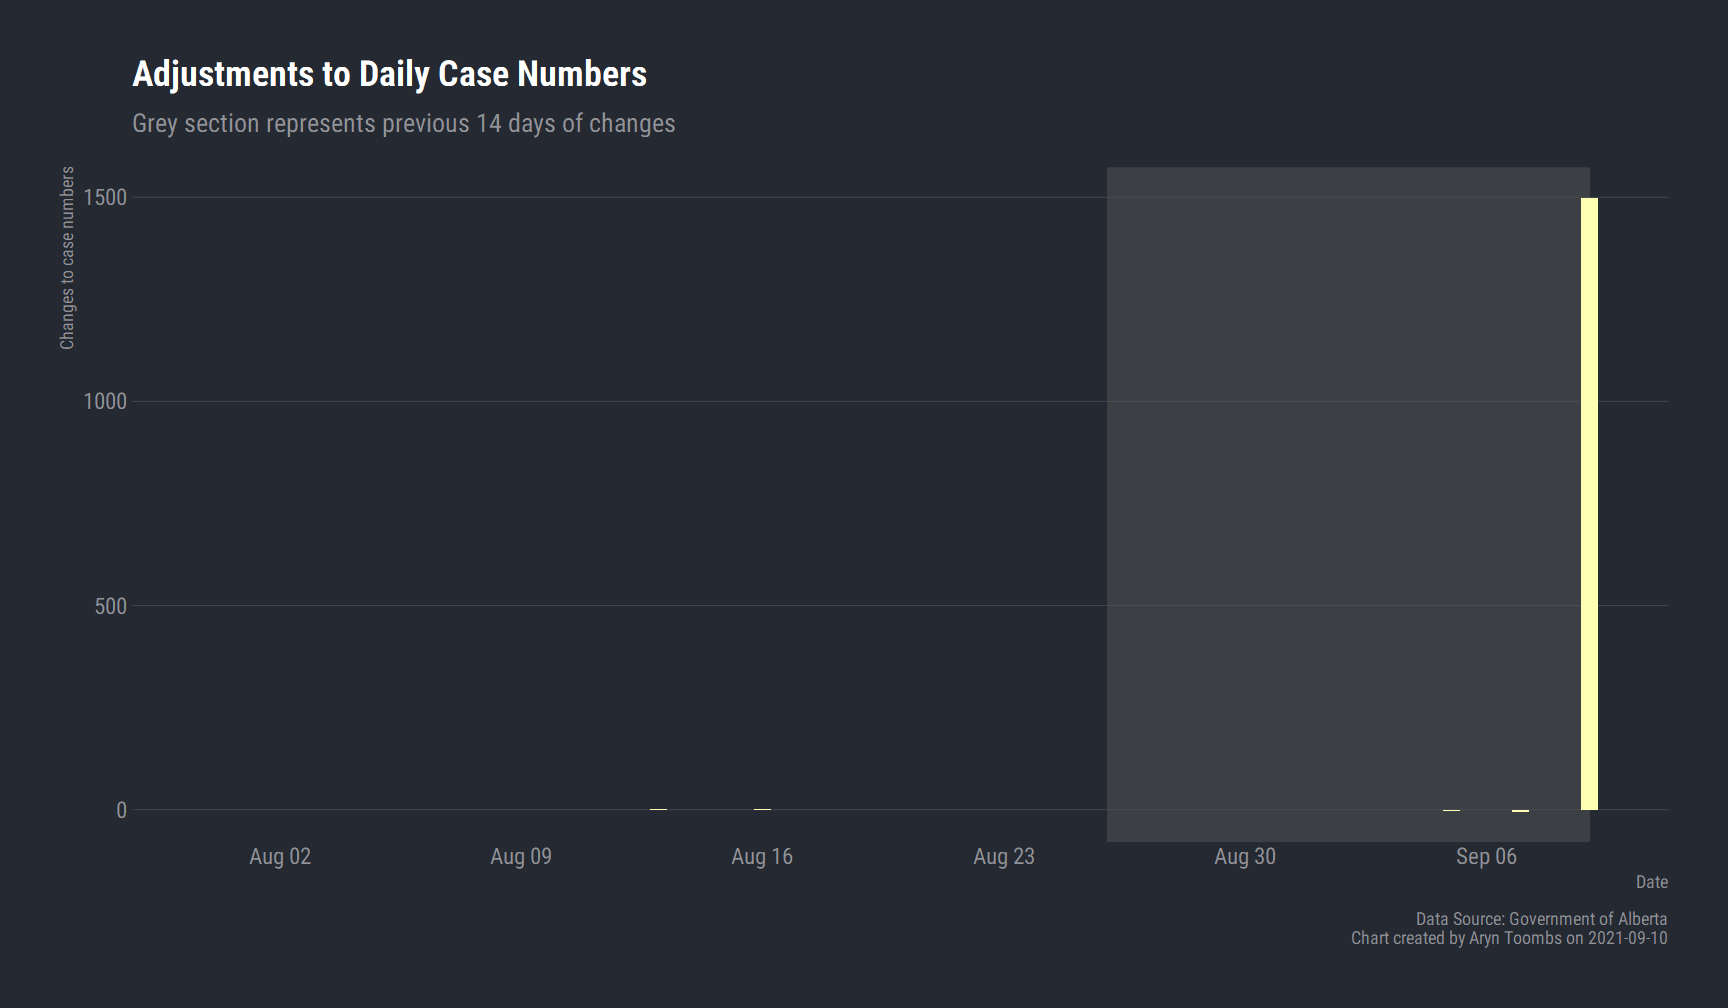 Adjustments to Daily Case Numbers
Grey section represents previous 14 days of changes
Changes to case numbers
1500
1000
500
0
Aug 02
Aug 09
Aug 16
Aug 23
Aug 30
Sep 06
Date
Data Source: Government of Alberta
Chart created by Aryn Toombs on 2021-09-10